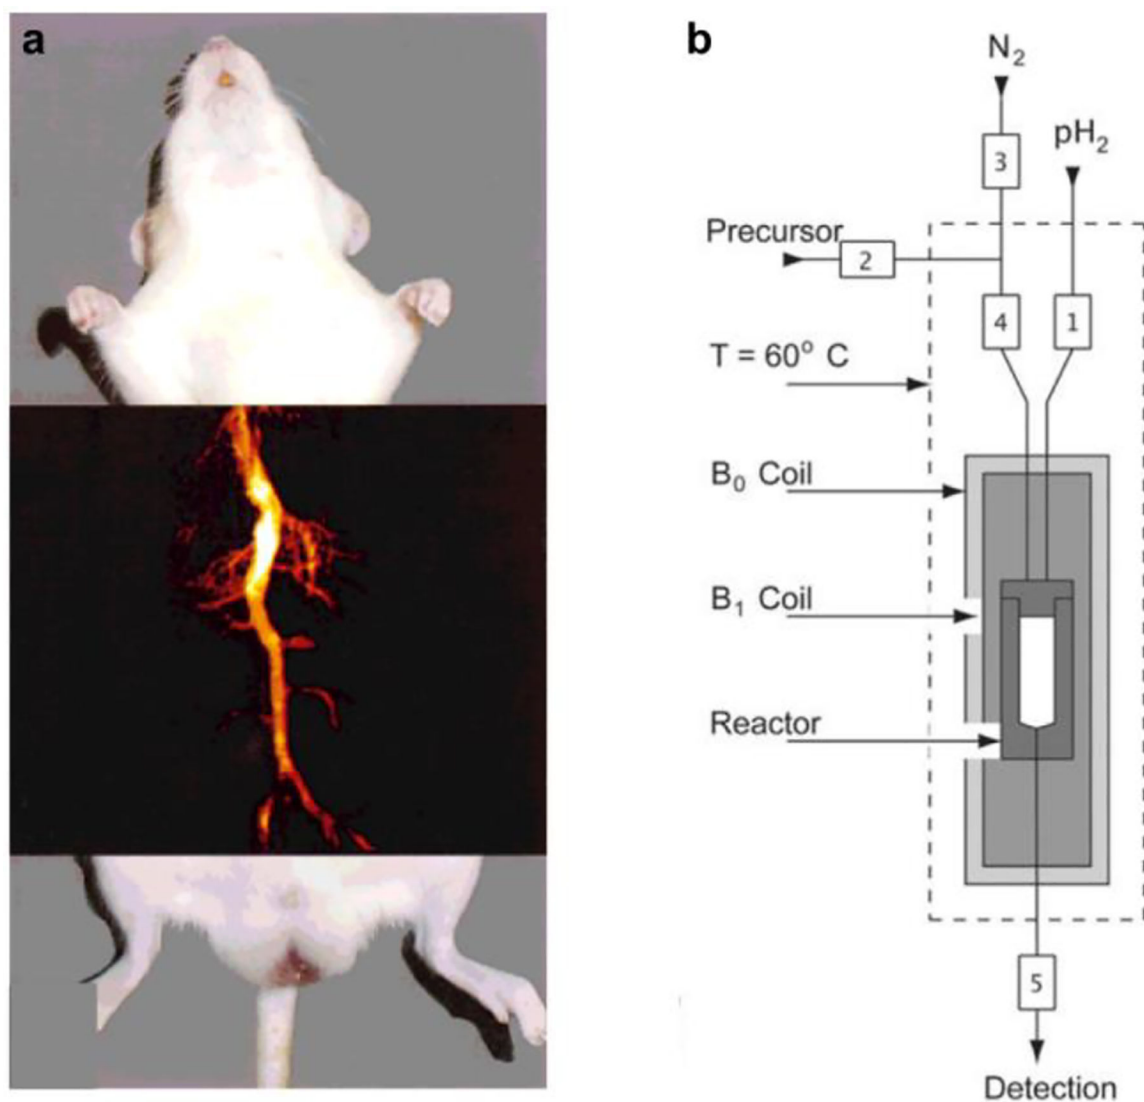 a
b
N₂
pH₂
3
Precursor
2
4
1
T = 60° C
B₀ Coil
B₁ Coil
Reactor
5
Detection